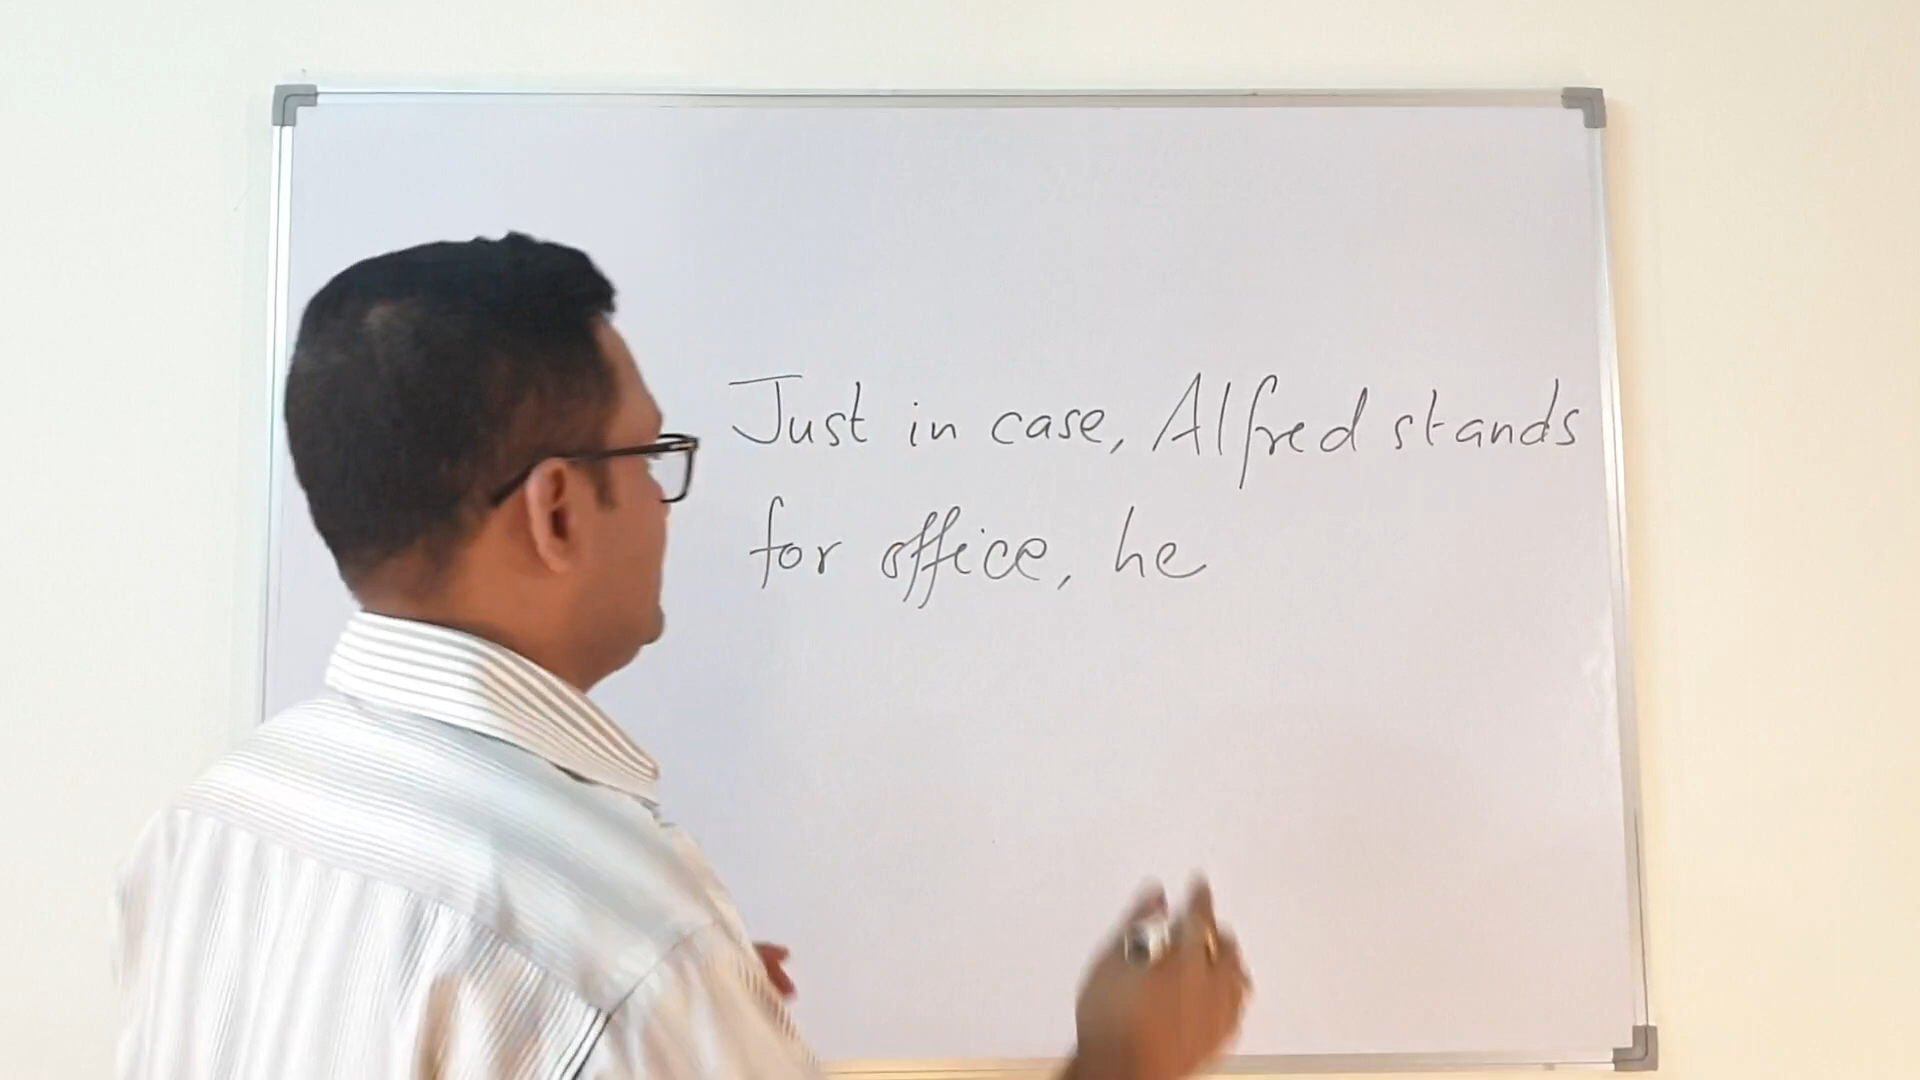 Just in case, Alfred stands
for office, he